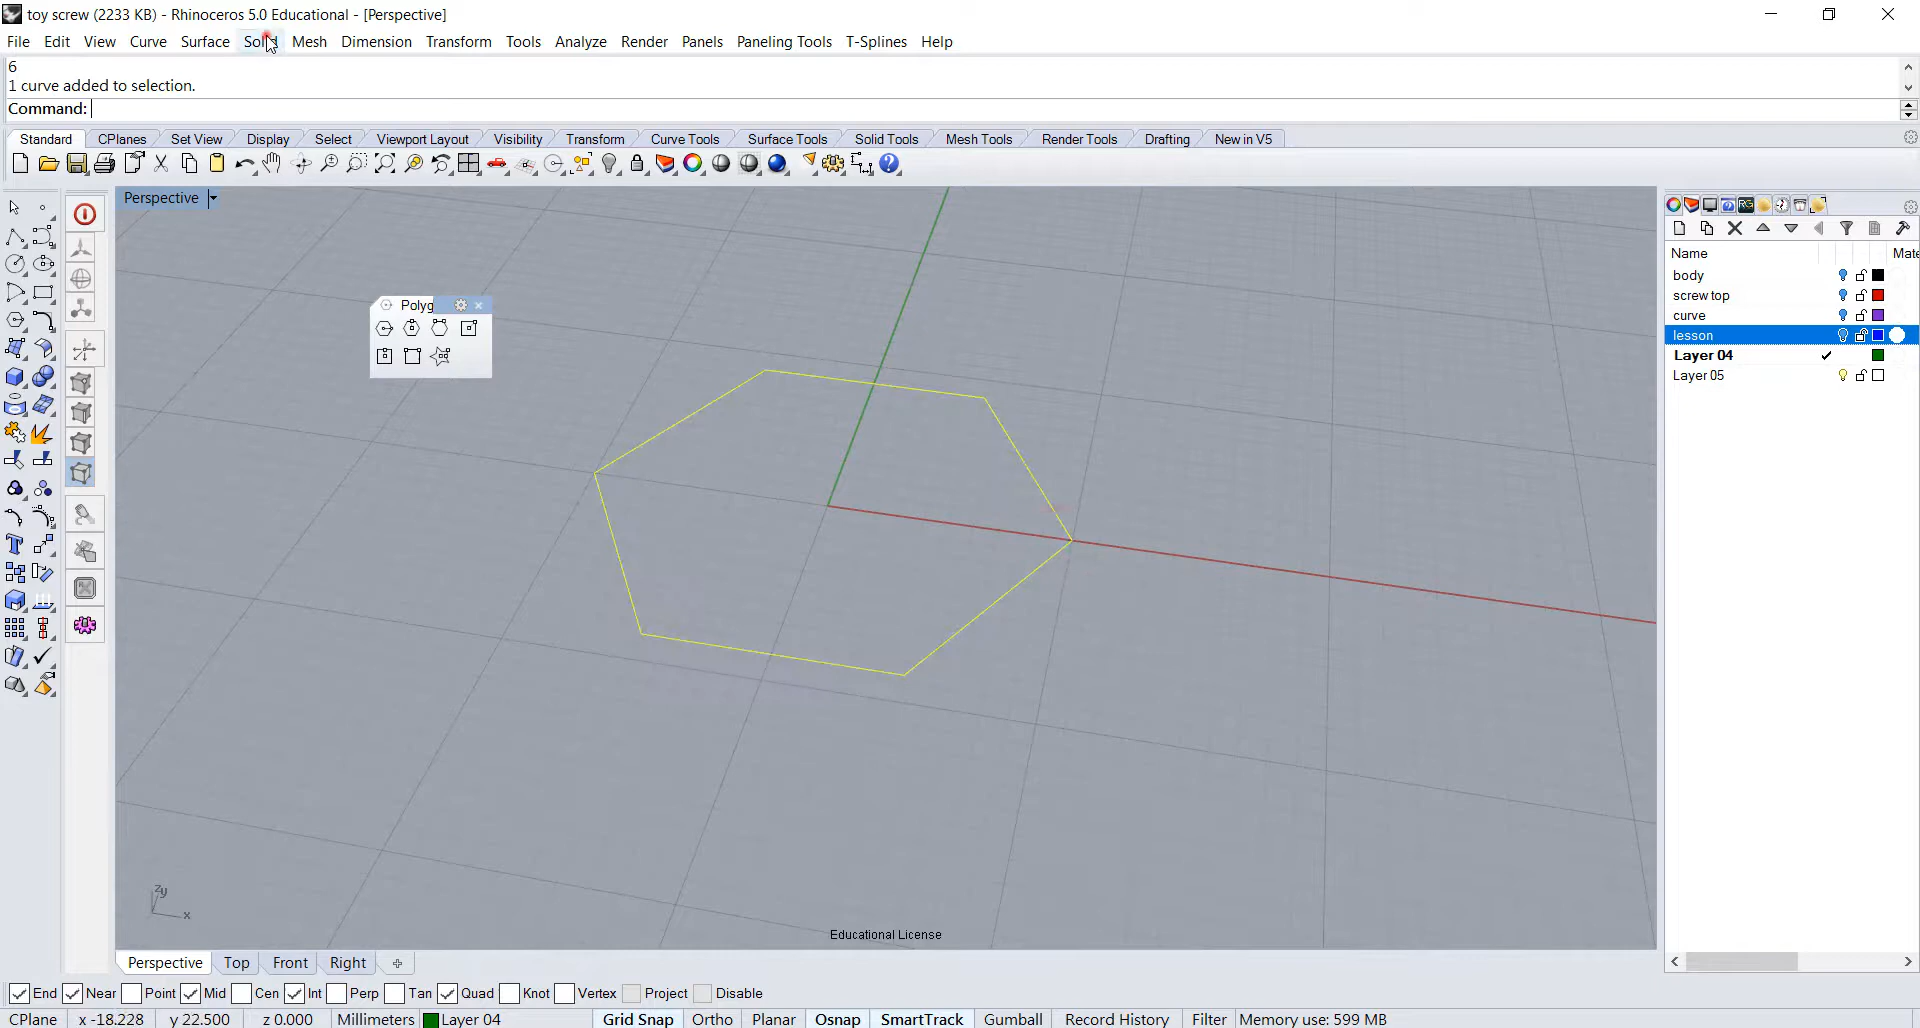 toy screw (2233 KB) - Rhinoceros 5.0 Educational - [Perspective]
File Edit View Curve Surface Solid Mesh Dimension Transform Tools Analyze Render Panels Paneling Tools T-Splines Help
6
1 curve added to selection.
Command:
Standard CPlanes Set View Display Select Viewport Layout Visibility Transform Curve Tools Surface Tools Solid Tools Mesh Tools Render Tools Drafting New in V5
Perspective
Polyg
Name Mate
body
screw top
curve
lesson
Layer 04
Layer 05
zy
x
Educational License
Perspective Top Front Right
End Near Point Mid Cen Int Perp Tan Quad Knot Vertex Project Disable
CPlane x -18.228 y 22.500 z 0.000 Millimeters Layer 04 Grid Snap Ortho Planar Osnap SmartTrack Gumball Record History Filter Memory use: 599 MB